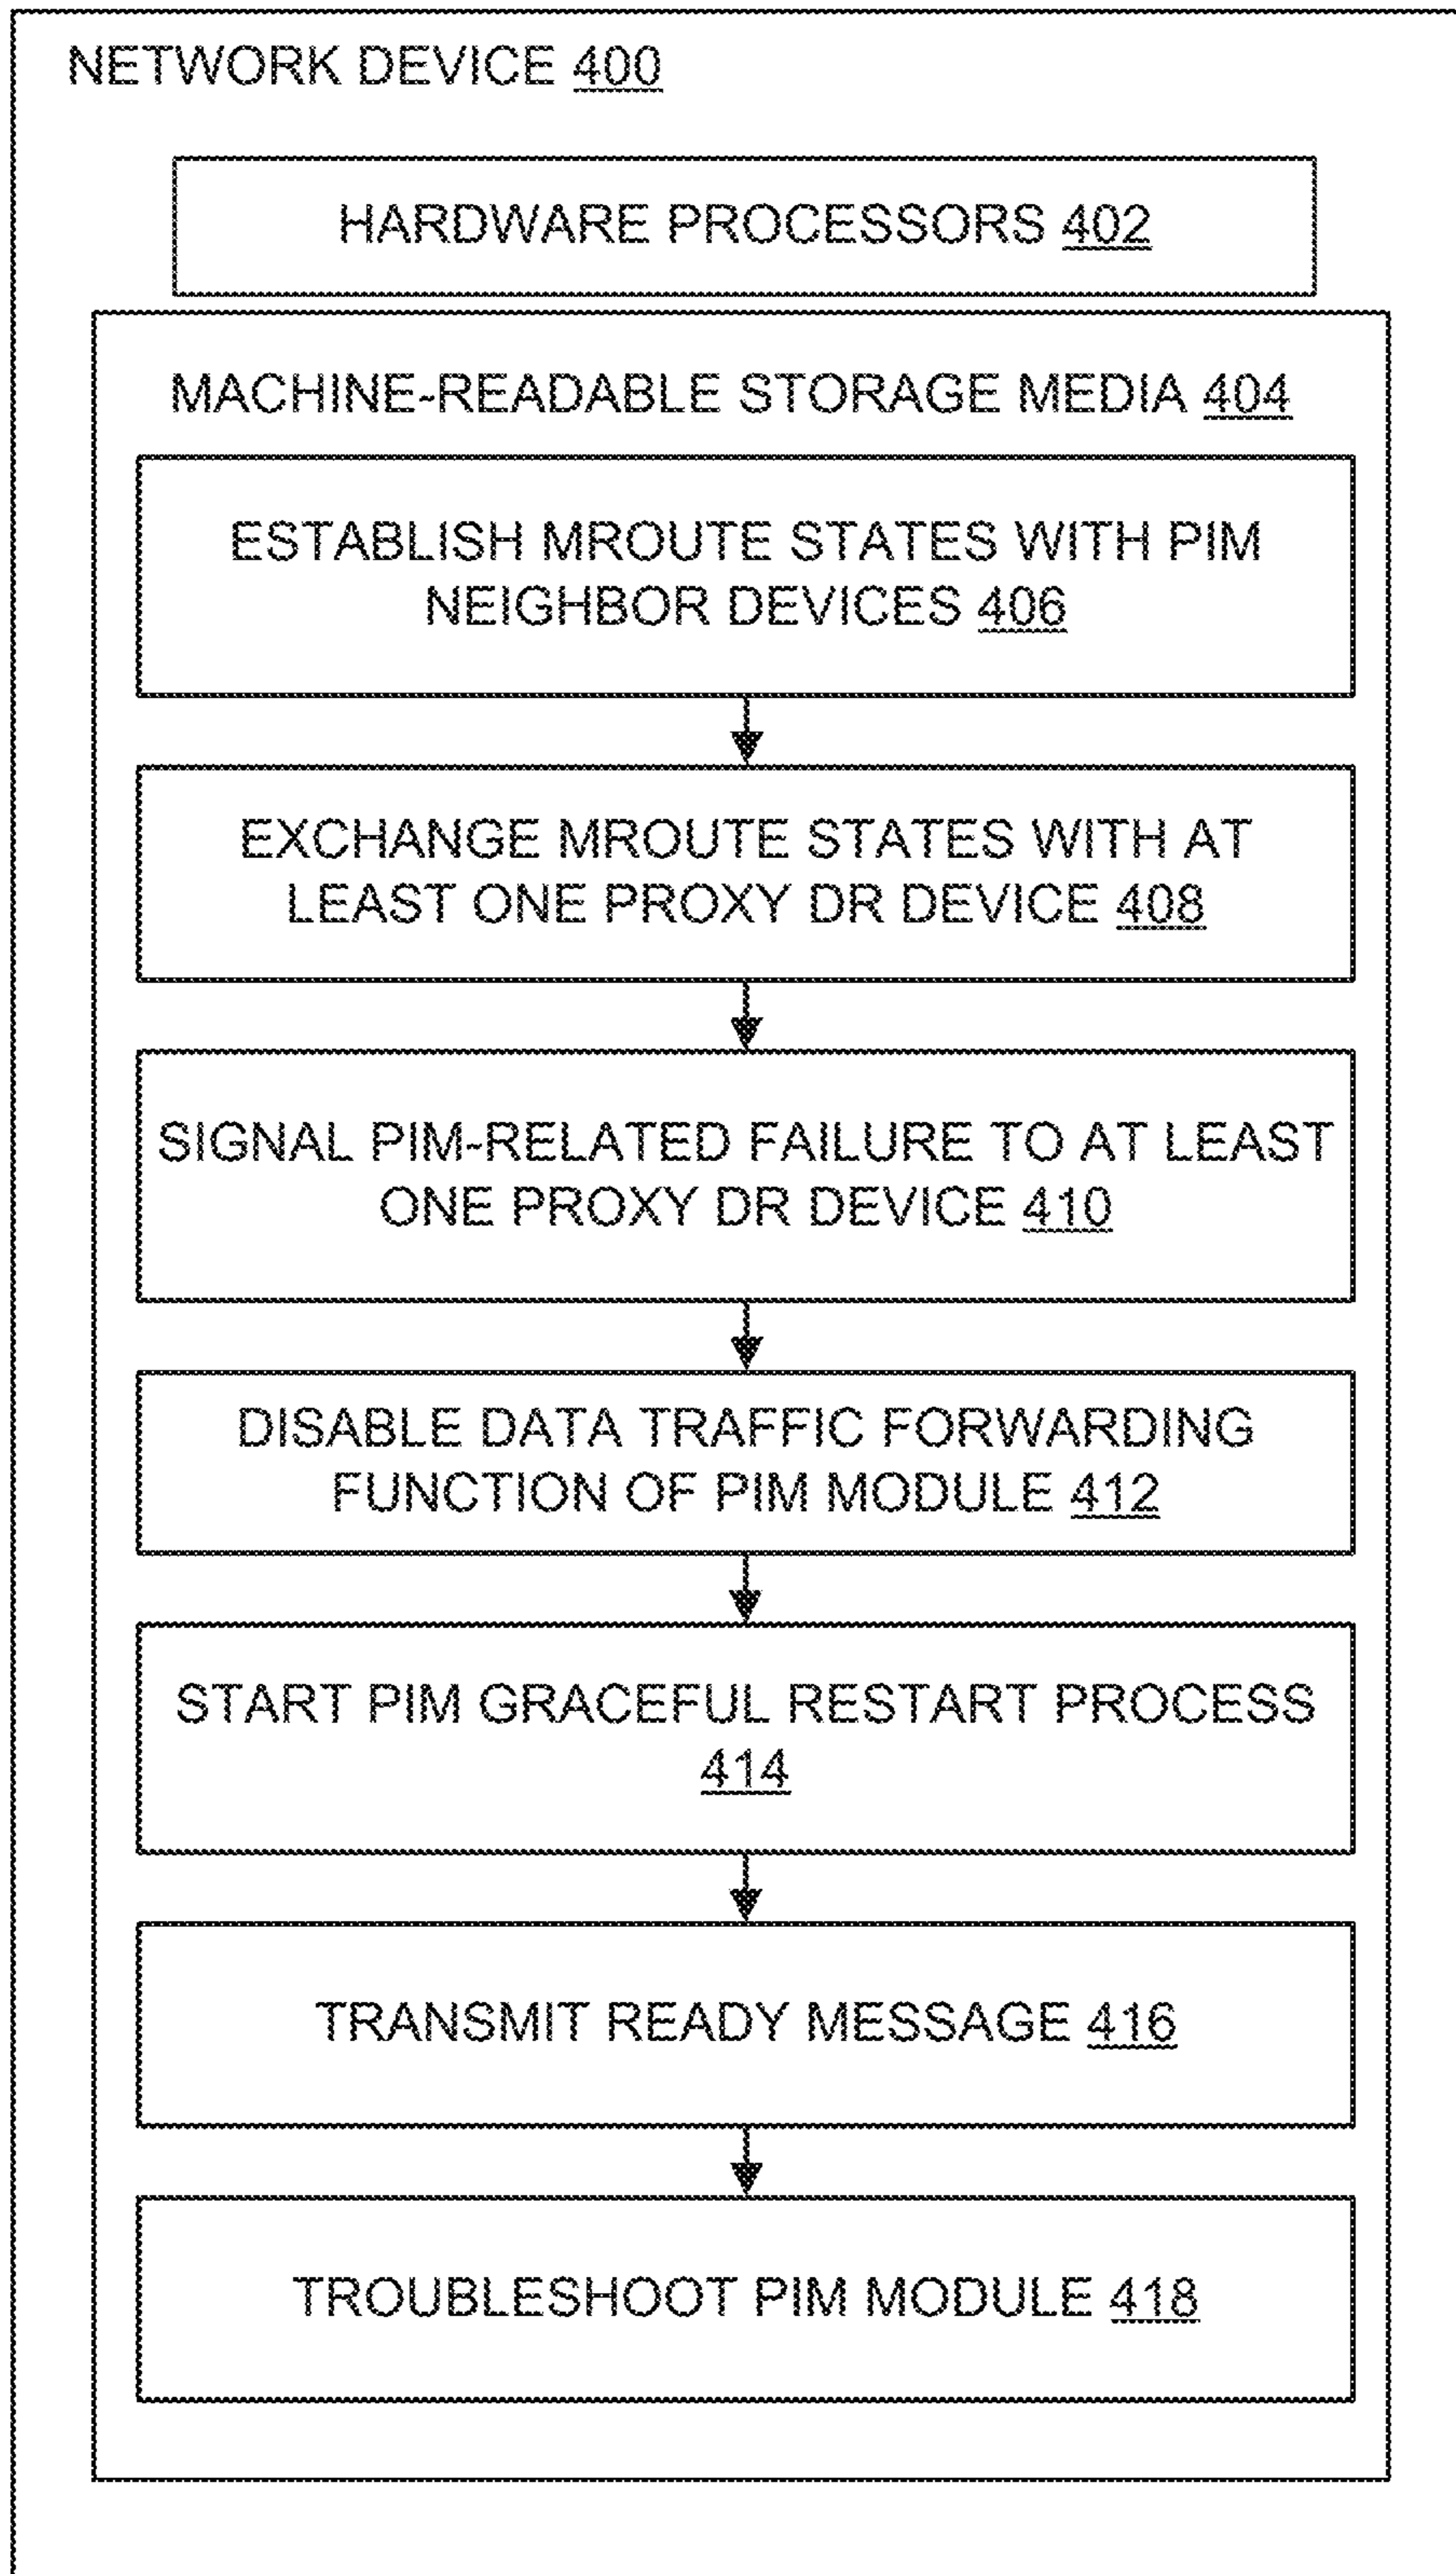 NETWORK DEVICE 400
HARDWARE PROCESSORS 402
MACHINE-READABLE STORAGE MEDIA 404
ESTABLISH MROUTE STATES WITH PIM
NEIGHBOR DEVICES 406
EXCHANGE MROUTE STATES WITH AT
LEAST ONE PROXY DR DEVICE 408
SIGNAL PIM-RELATED FAILURE TO AT LEAST
ONE PROXY DR DEVICE 410
DISABLE DATA TRAFFIC FORWARDING
FUNCTION OF PIM MODULE 412
START PIM GRACEFUL RESTART PROCESS
414
TRANSMIT READY MESSAGE 416
TROUBLESHOOT PIM MODULE 418